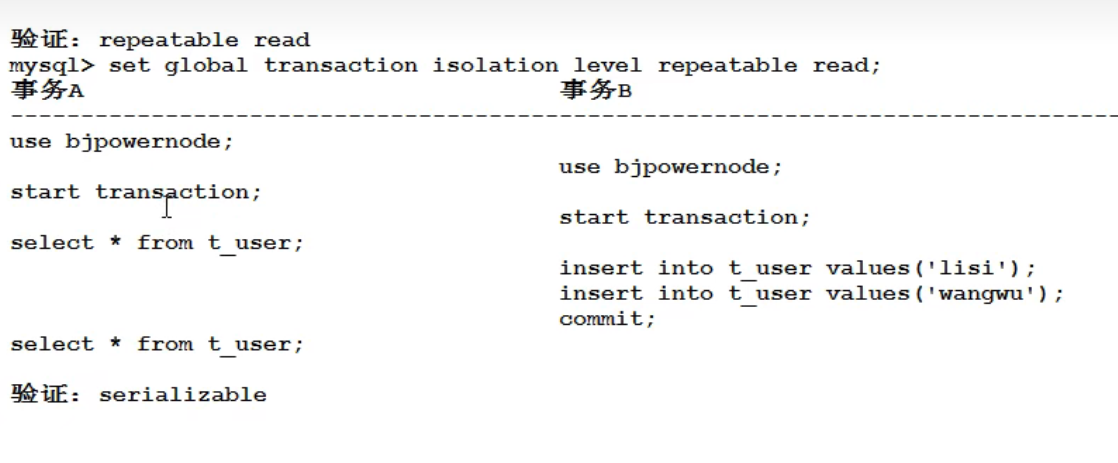 验证：repeatable read
mysql> set global transaction isolation level repeatable read;
事务A 事务B
--------------------------------------------------------------------------------
use bjpowernode;
use bjpowernode;
start transaction;
start transaction;
select * from t_user;
insert into t_user values('lisi');
insert into t_user values('wangwu');
commit;
select * from t_user;
验证：serializable